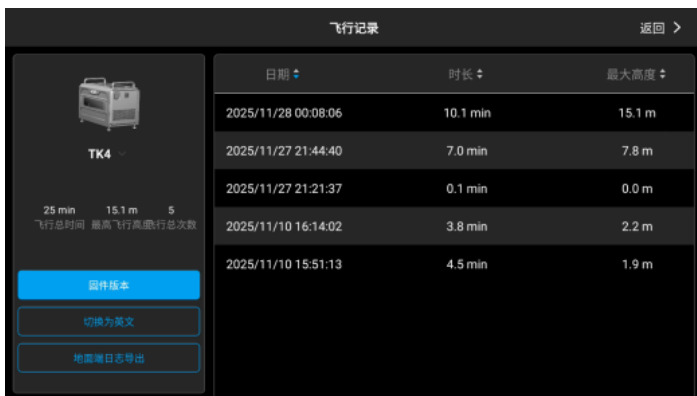 飞行记录
返回
日期 时长 最大高度
2025/11/28 00:08:06 10.1 min 15.1 m
2025/11/27 21:44:40 7.0 min 7.8 m
2025/11/27 21:21:37 0.1 min 0.0 m
2025/11/10 16:14:02 3.8 min 2.2 m
2025/11/10 15:51:13 4.5 min 1.9 m
TK4
25 min 15.1 m 5
飞行总时间 最高飞行高度 飞行总次数
固件版本
切换为英文
地面端日志导出